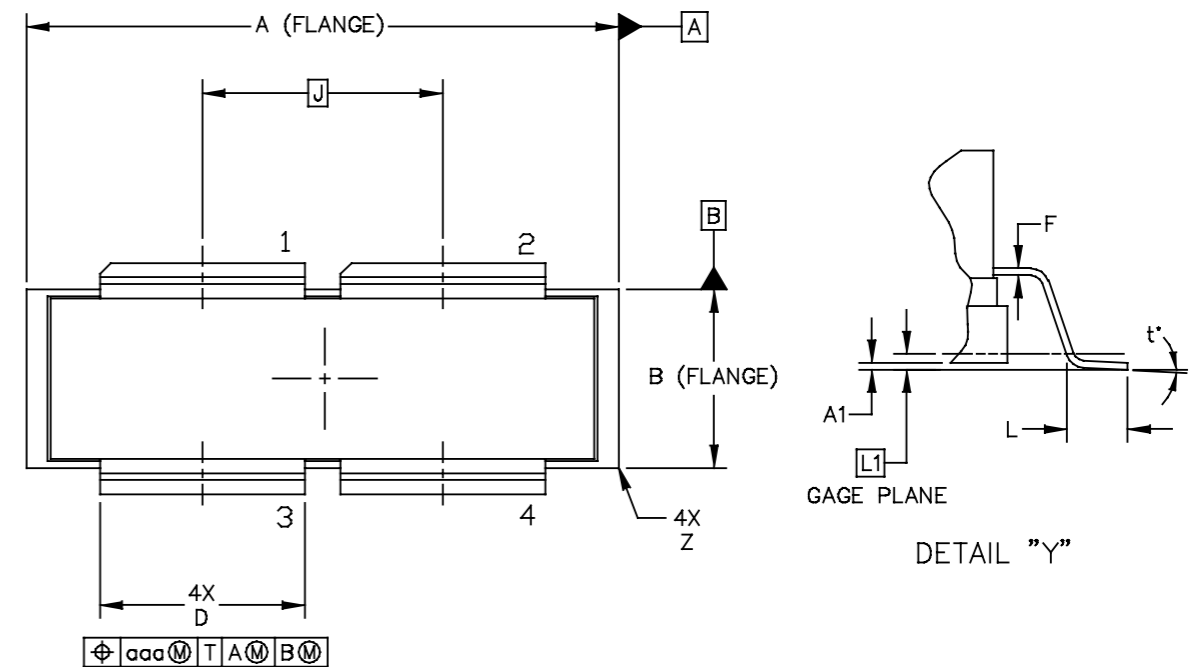 A (FLANGE)
A
J
B
1
2
F
B (FLANGE)
t°
A1
L
L1
GAGE PLANE
3
4
4X
Z
DETAIL "Y"
4X
D
⌖ aaa Ⓜ T A Ⓜ B Ⓜ